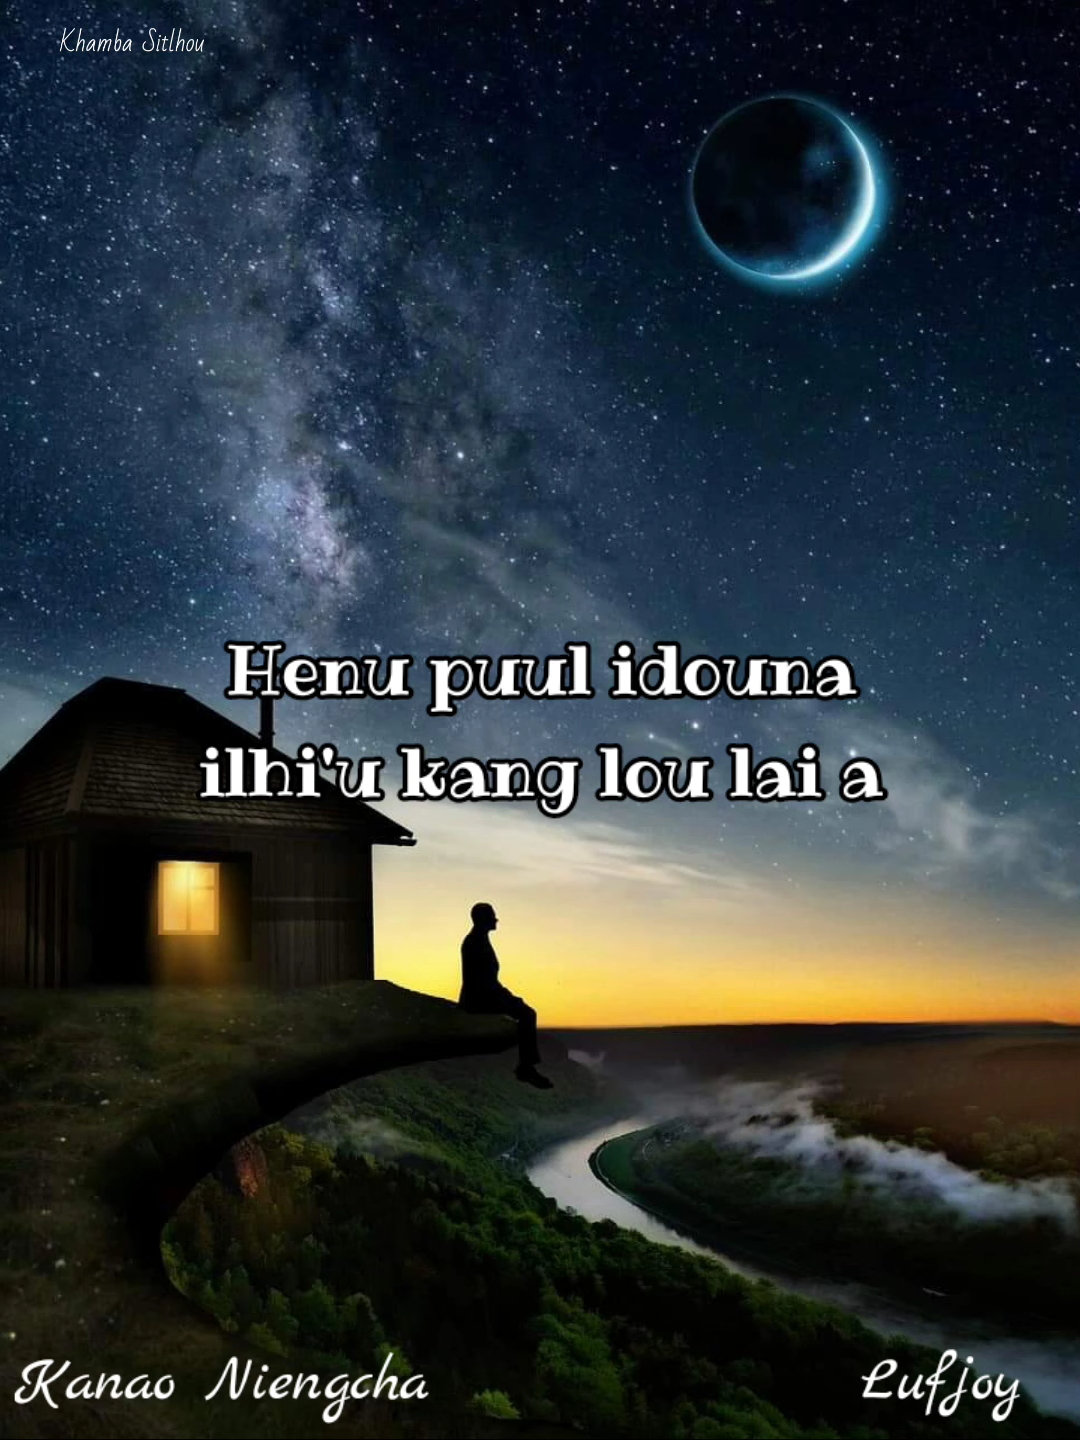 Khamba Sitlhou
Henu puul idouna
ilhi'u kang lou lai a
Kanao Niengcha
Lufjoy